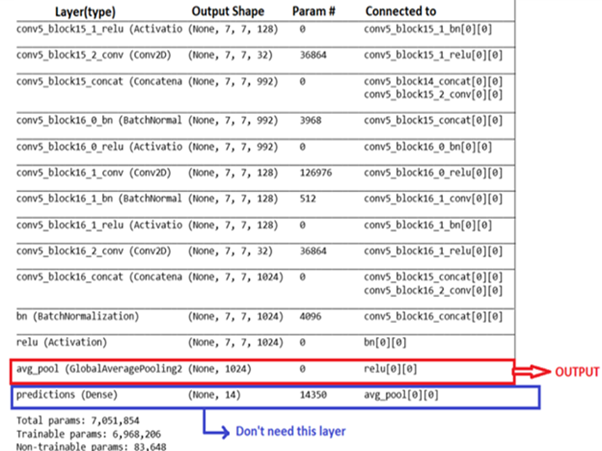 Layer(type) Output Shape Param # Connected to
conv5_block15_1_relu (Activatio (None, 7, 7, 128) 0 conv5_block15_1_bn[0][0]
conv5_block15_2_conv (Conv2D) (None, 7, 7, 32) 36864 conv5_block15_1_relu[0][0]
conv5_block15_concat (Concatena (None, 7, 7, 992) 0 conv5_block14_concat[0][0]
conv5_block15_2_conv[0][0]
conv5_block16_0_bn (BatchNormal (None, 7, 7, 992) 3968 conv5_block15_concat[0][0]
conv5_block16_0_relu (Activatio (None, 7, 7, 992) 0 conv5_block16_0_bn[0][0]
conv5_block16_1_conv (Conv2D) (None, 7, 7, 128) 126976 conv5_block16_0_relu[0][0]
conv5_block16_1_bn (BatchNormal (None, 7, 7, 128) 512 conv5_block16_1_conv[0][0]
conv5_block16_1_relu (Activatio (None, 7, 7, 128) 0 conv5_block16_1_bn[0][0]
conv5_block16_2_conv (Conv2D) (None, 7, 7, 32) 36864 conv5_block16_1_relu[0][0]
conv5_block16_concat (Concatena (None, 7, 7, 1024) 0 conv5_block15_concat[0][0]
conv5_block16_2_conv[0][0]
bn (BatchNormalization) (None, 7, 7, 1024) 4096 conv5_block16_concat[0][0]
relu (Activation) (None, 7, 7, 1024) 0 bn[0][0]
avg_pool (GlobalAveragePooling2 (None, 1024) 0 relu[0][0] OUTPUT
predictions (Dense) (None, 14) 14350 avg_pool[0][0]
Total params: 7,051,854
Trainable params: 6,968,206 Don't need this layer
Non-trainable params: 83,648